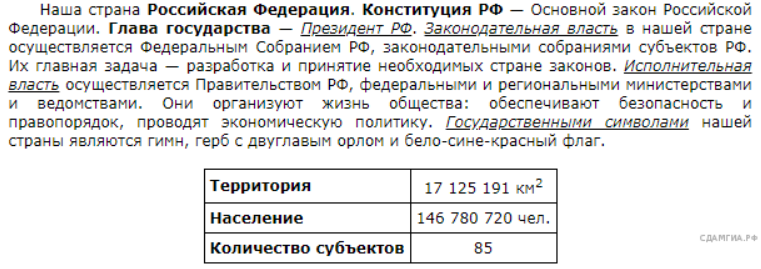 Наша страна Российская Федерация. Конституция РФ — Основной закон Российской
Федерации. Глава государства — Президент РФ. Законодательная власть в нашей стране
осуществляется Федеральным Собранием РФ, законодательными собраниями субъектов РФ.
Их главная задача — разработка и принятие необходимых стране законов. Исполнительная
власть осуществляется Правительством РФ, федеральными и региональными министерствами
и ведомствами. Они организуют жизнь общества: обеспечивают безопасность и
правопорядок, проводят экономическую политику. Государственными символами нашей
страны являются гимн, герб с двуглавым орлом и бело-сине-красный флаг.
Территория 17 125 191 км²
Население 146 780 720 чел.
Количество субъектов 85
СДАМГИА.РФ